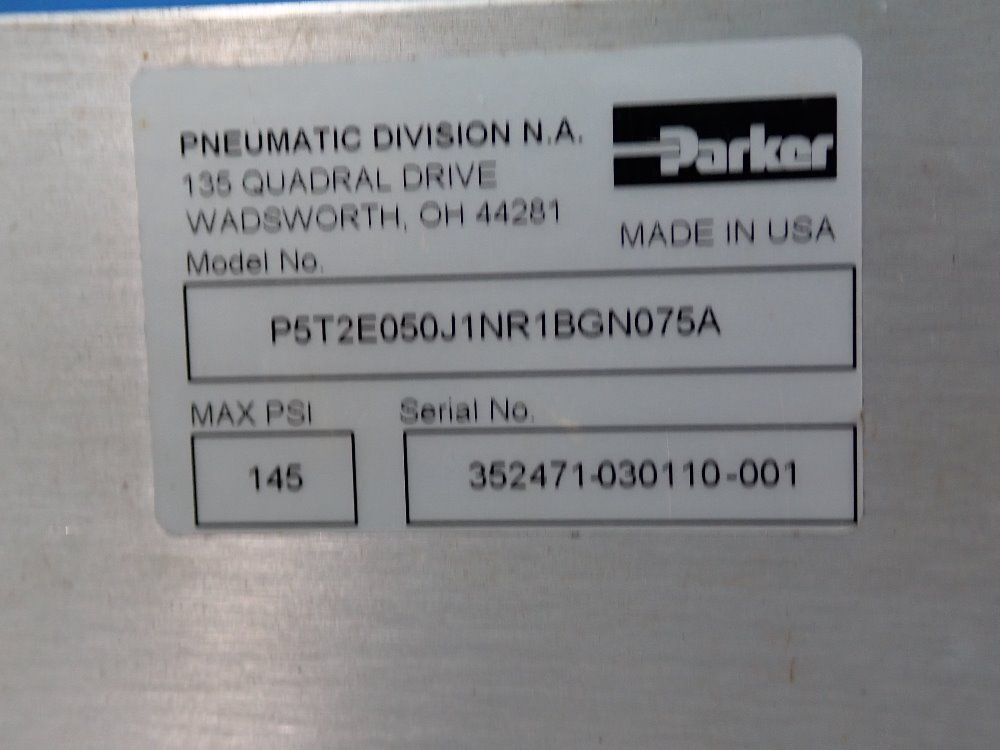 PNEUMATIC DIVISION N.A.
135 QUADRAL DRIVE
WADSWORTH, OH 44281
Parker
MADE IN USA
Model No.
P5T2E050J1NR1BGN075A
MAX PSI
145
Serial No.
352471-030110-001